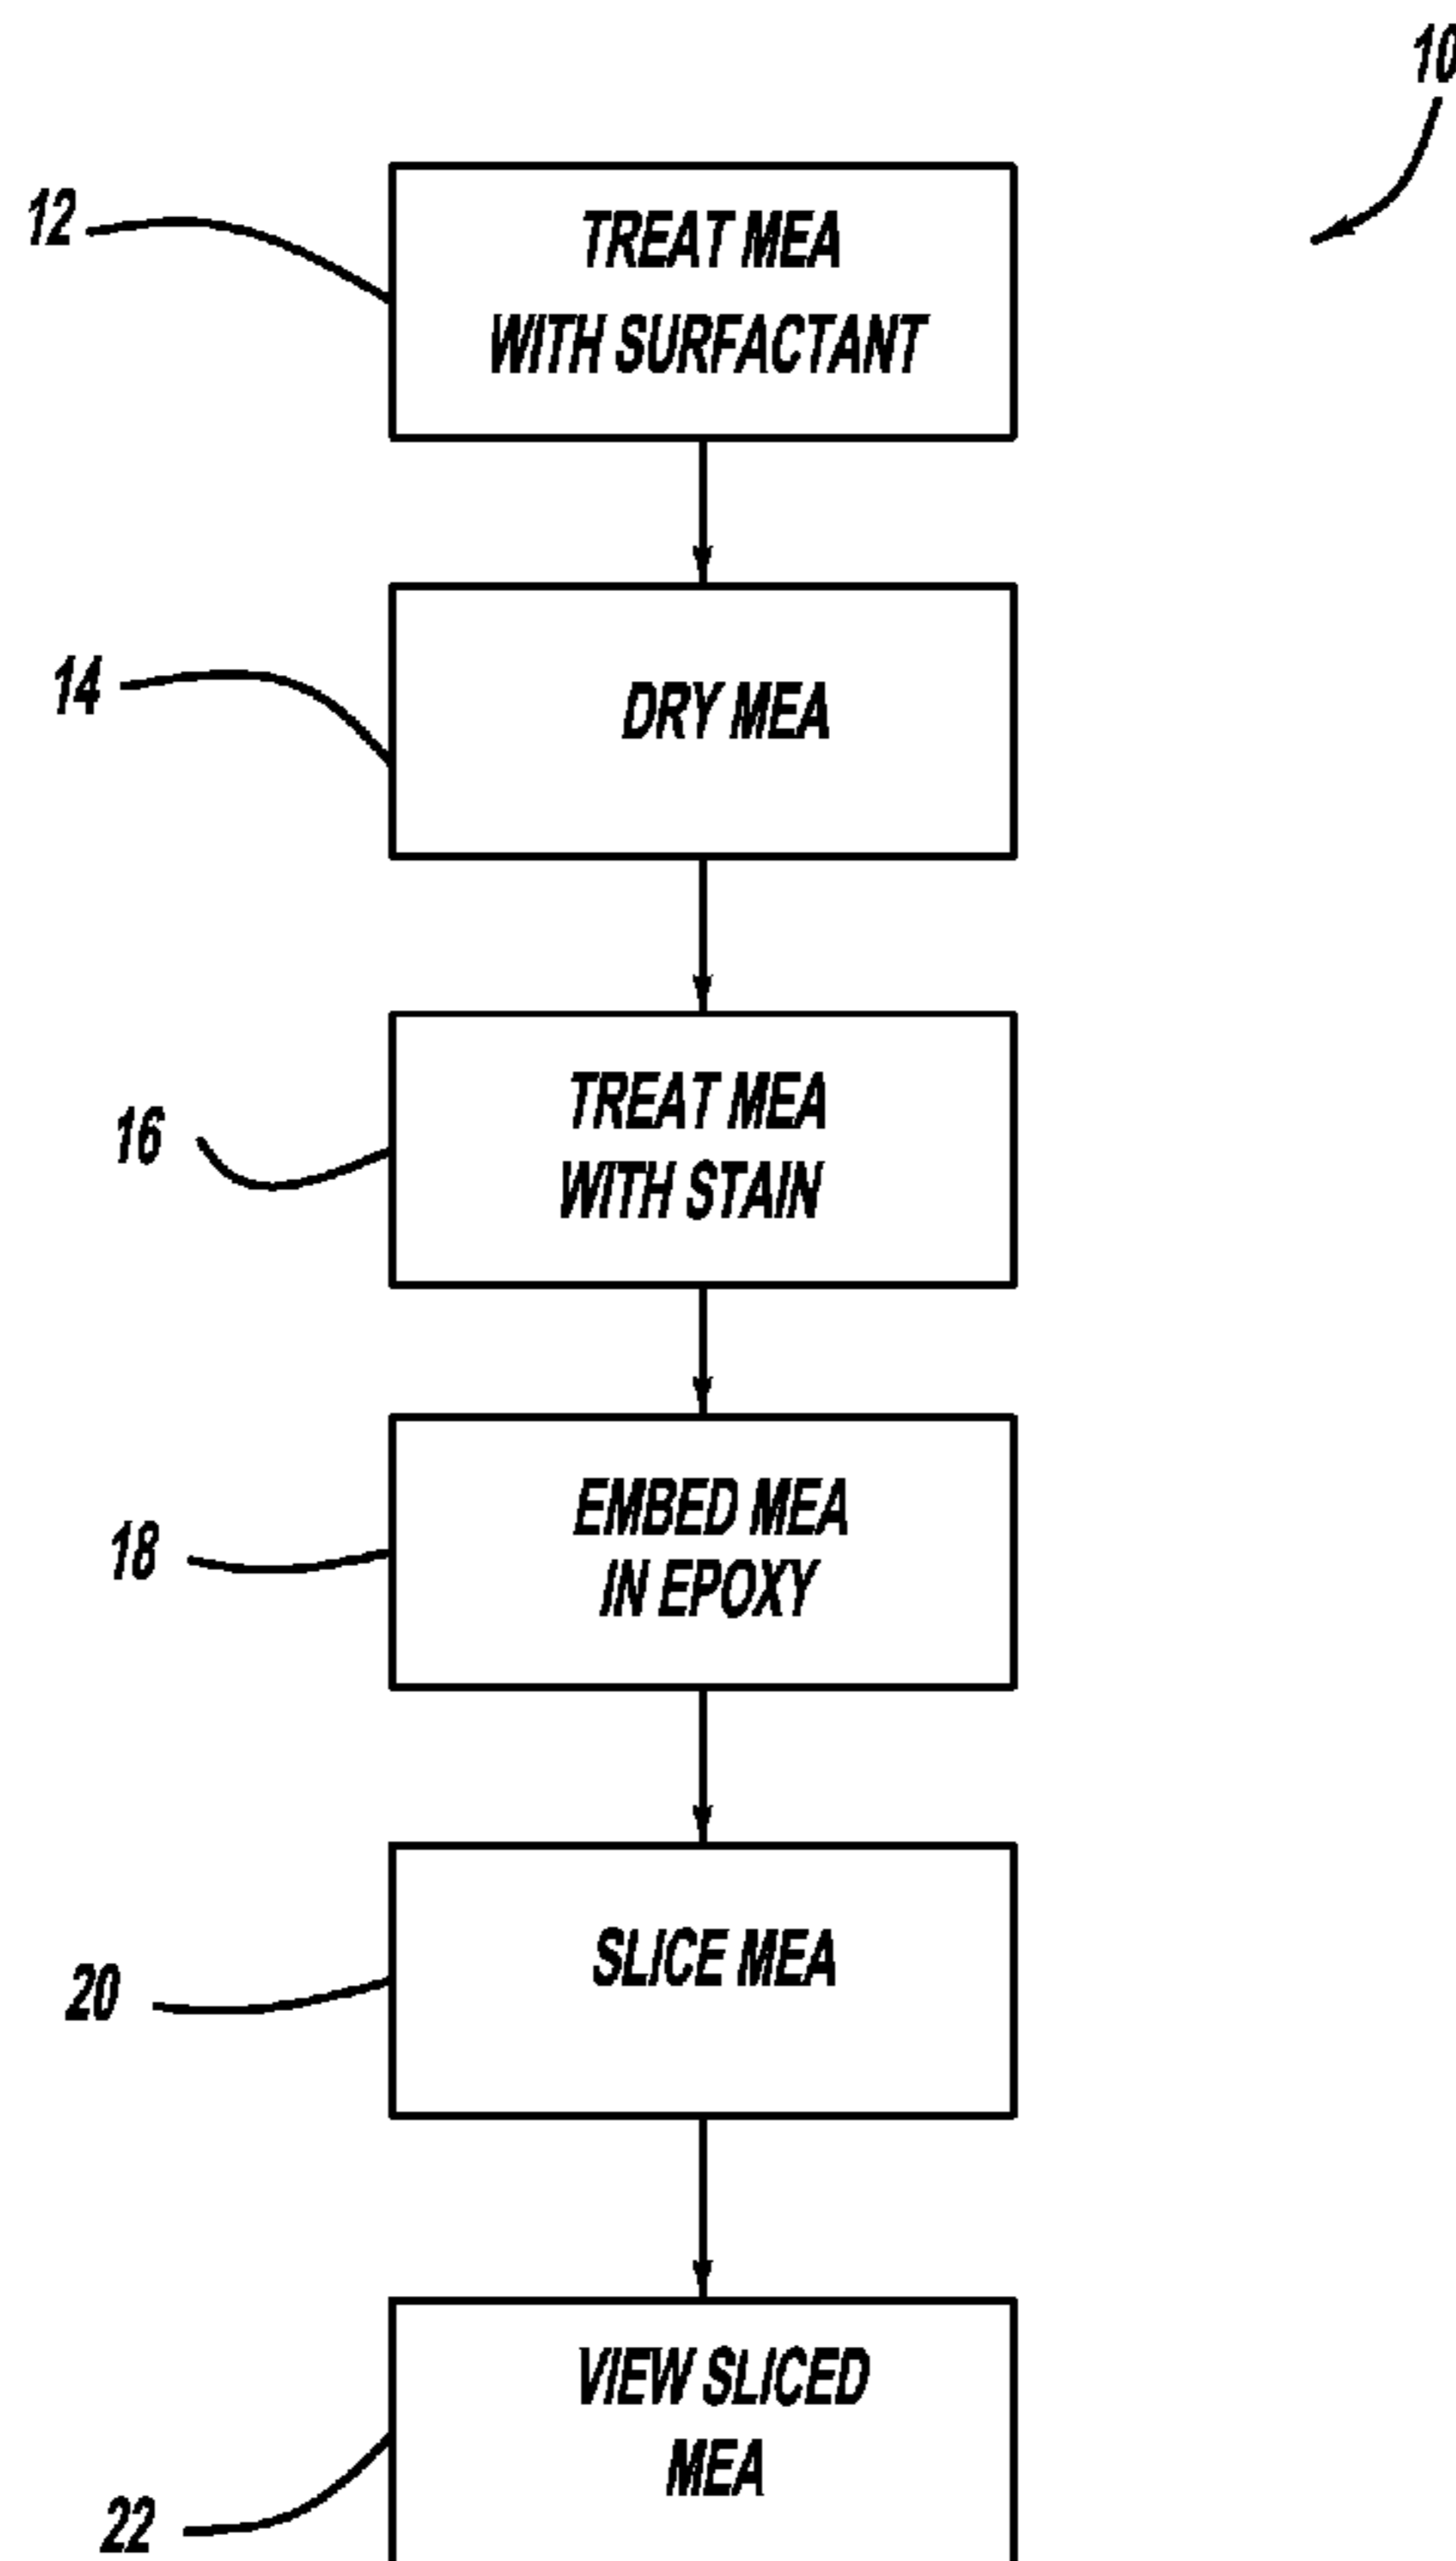 10
12
TREAT MEA
WITH SURFACTANT
14
DRY MEA
16
TREAT MEA
WITH STAIN
18
EMBED MEA
IN EPOXY
20
SLICE MEA
22
VIEW SLICED
MEA